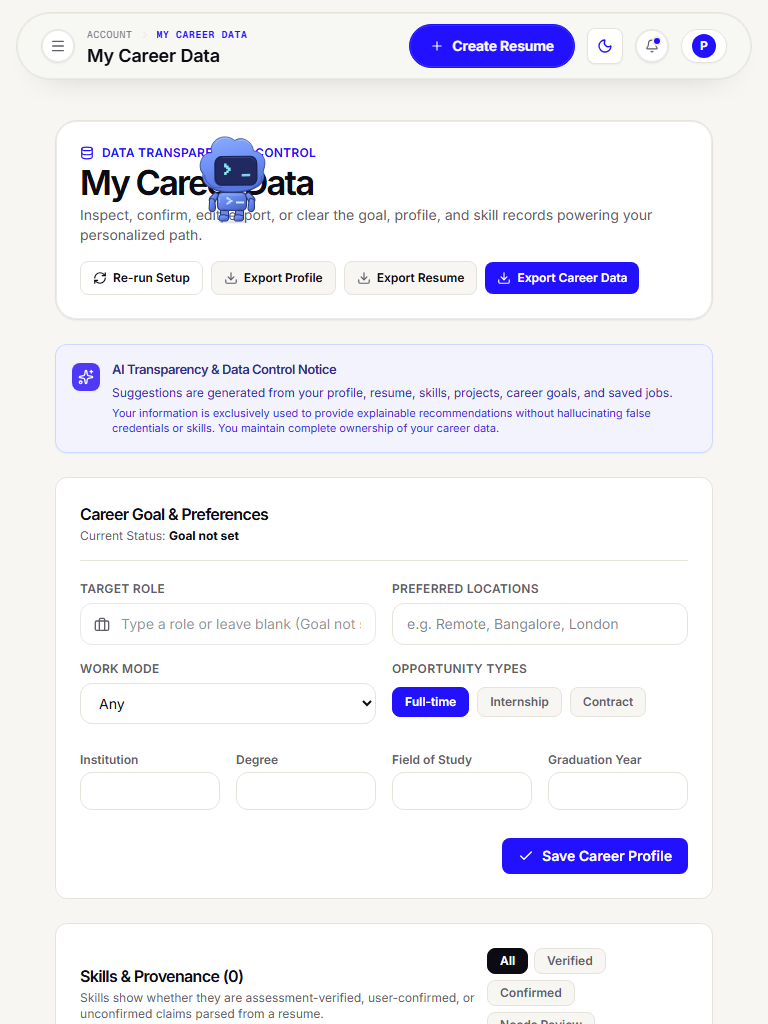 ACCOUNT > MY CAREER DATA
My Career Data
+ Create Resume
P
DATA TRANSPARE CONTROL
My Care Data
Inspect, confirm, edit, export, or clear the goal, profile, and skill records powering your
personalized path.
Re-run Setup
Export Profile
Export Resume
Export Career Data
AI Transparency & Data Control Notice
Suggestions are generated from your profile, resume, skills, projects, career goals, and saved jobs.
Your information is exclusively used to provide explainable recommendations without hallucinating false
credentials or skills. You maintain complete ownership of your career data.
Career Goal & Preferences
Current Status: Goal not set
TARGET ROLE
PREFERRED LOCATIONS
Type a role or leave blank (Goal not s
e.g. Remote, Bangalore, London
WORK MODE
OPPORTUNITY TYPES
Any
Full-time
Internship
Contract
Institution
Degree
Field of Study
Graduation Year
Save Career Profile
All
Verified
Skills & Provenance (0)
Confirmed
Skills show whether they are assessment-verified, user-confirmed, or
unconfirmed claims parsed from a resume.
Needs Review